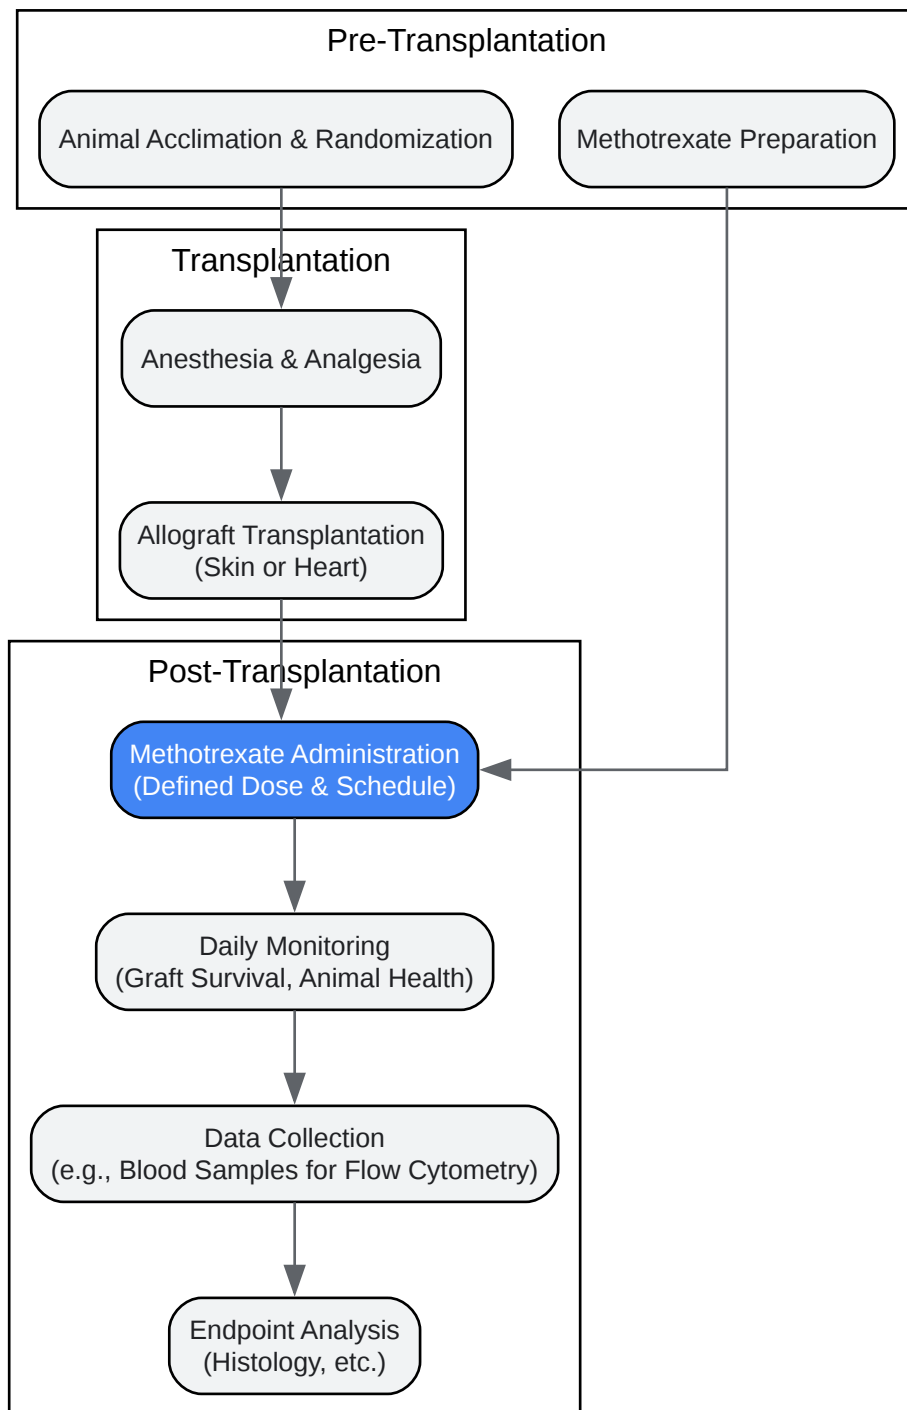 Pre-Transplantation
Animal Acclimation & Randomization
Methotrexate Preparation
Transplantation
Anesthesia & Analgesia
Allograft Transplantation
(Skin or Heart)
Post-Transplantation
Methotrexate Administration
(Defined Dose & Schedule)
Daily Monitoring
(Graft Survival, Animal Health)
Data Collection
(e.g., Blood Samples for Flow Cytometry)
Endpoint Analysis
(Histology, etc.)